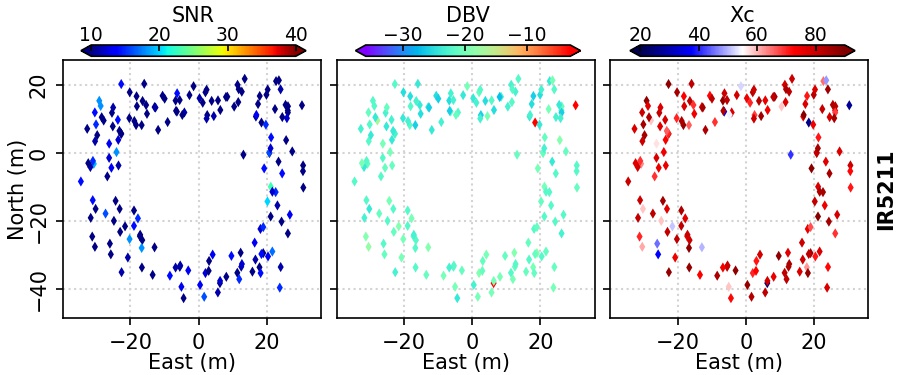 SNR DBV Xc
10 20 30 40 −30 −20 −10 20 40 60 80
20
0
−20
−40
North (m)
−20 0 20 −20 0 20 −20 0 20
East (m) East (m) East (m)
IR5211